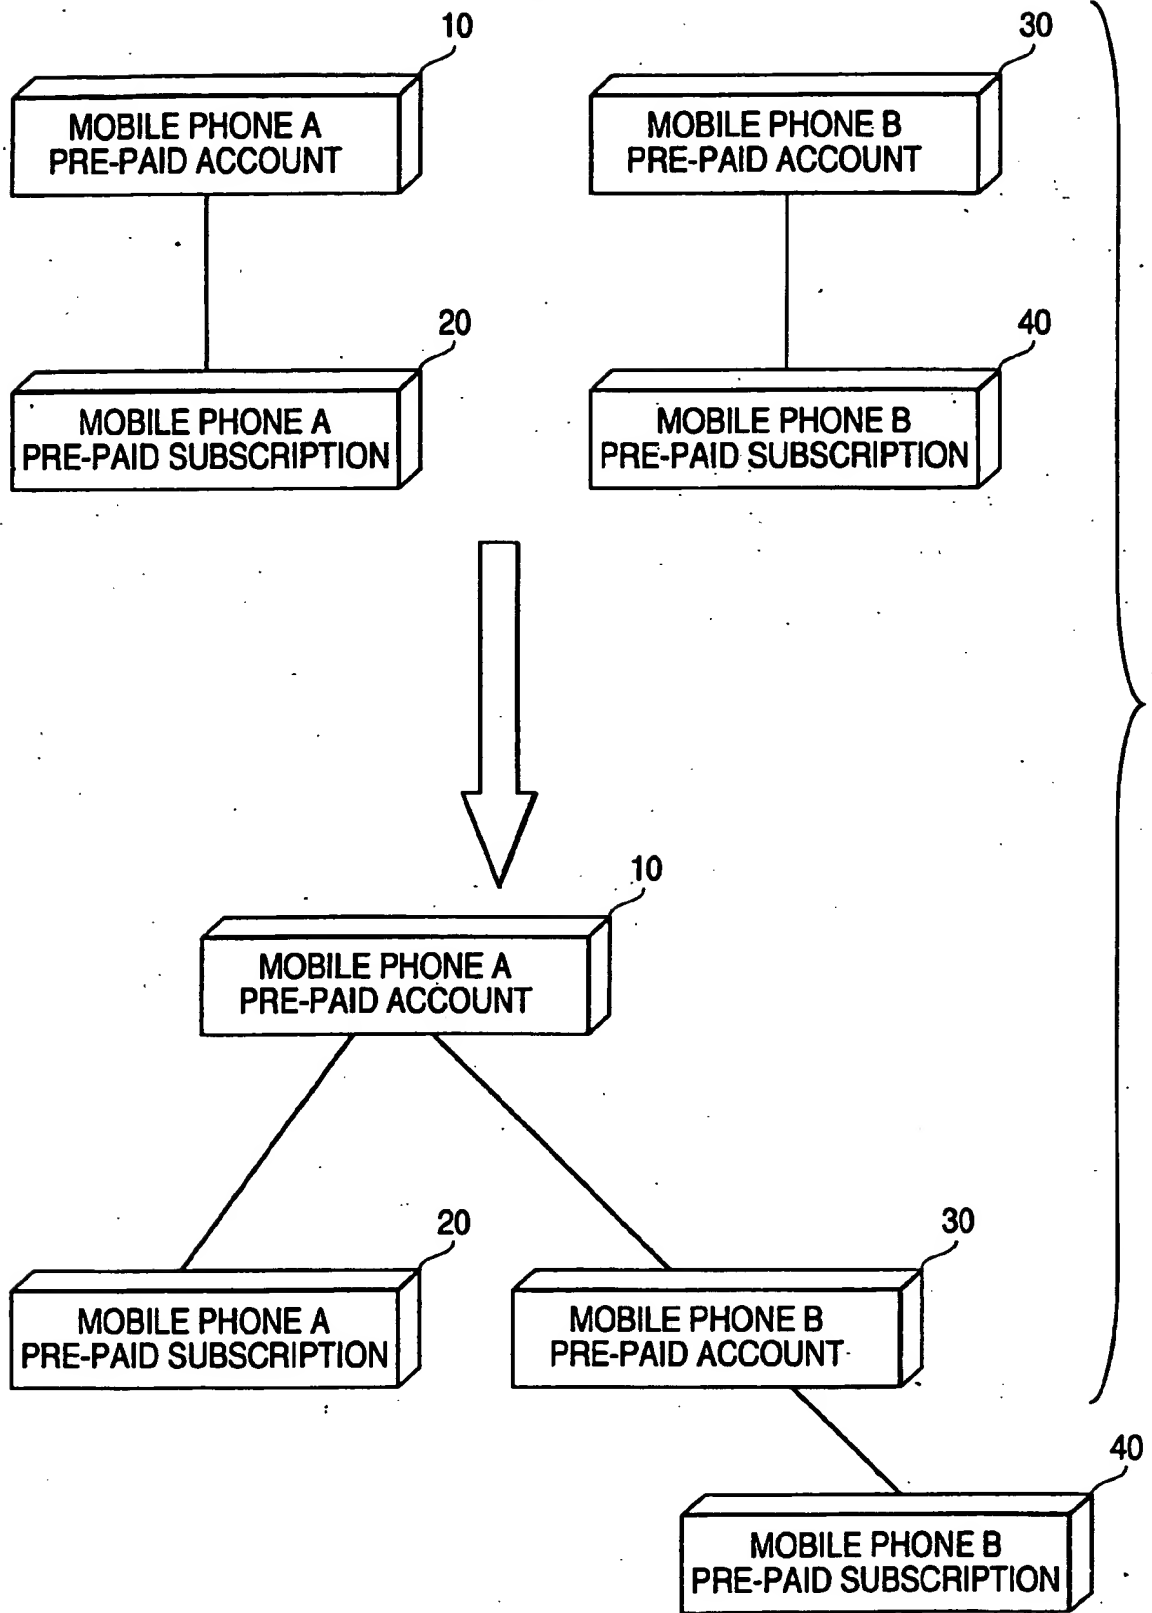 10
30
MOBILE PHONE A
PRE-PAID ACCOUNT
MOBILE PHONE B
PRE-PAID ACCOUNT
20
40
MOBILE PHONE A
PRE-PAID SUBSCRIPTION
MOBILE PHONE B
PRE-PAID SUBSCRIPTION
10
MOBILE PHONE A
PRE-PAID ACCOUNT
20
30
MOBILE PHONE A
PRE-PAID SUBSCRIPTION
MOBILE PHONE B
PRE-PAID ACCOUNT
40
MOBILE PHONE B
PRE-PAID SUBSCRIPTION